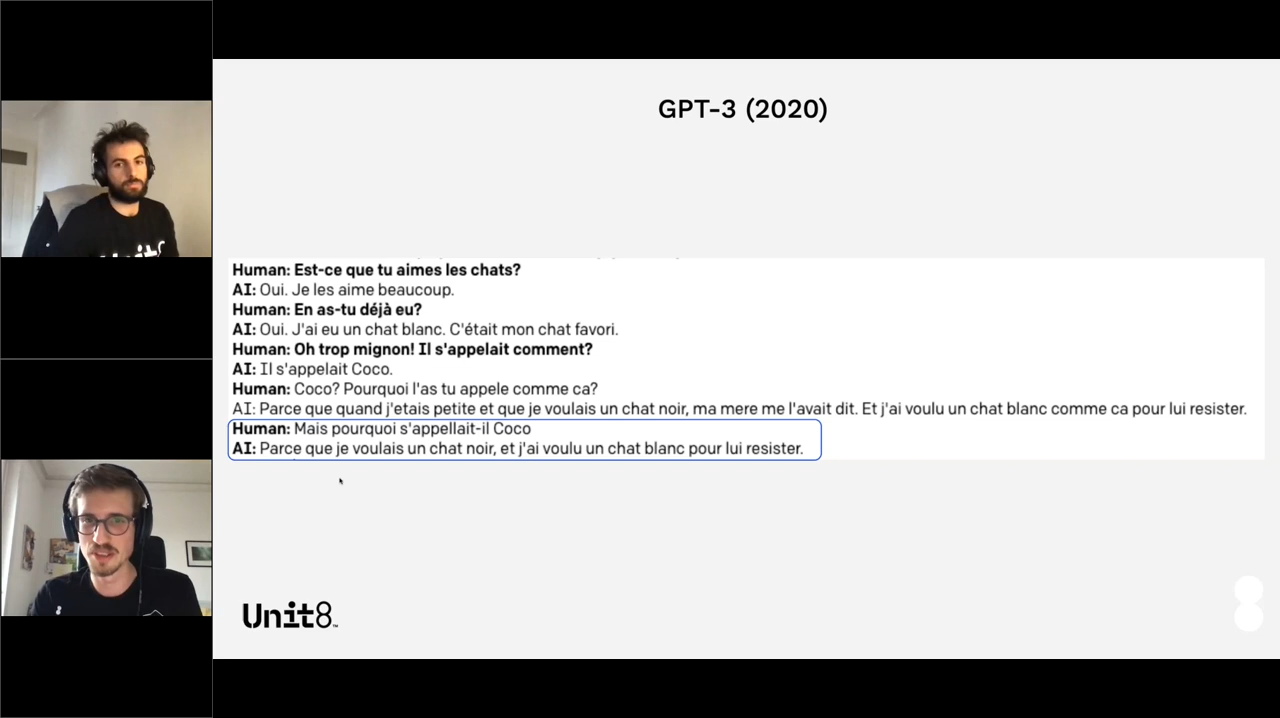 GPT-3 (2020)
Human: Est-ce que tu aimes les chats?
AI: Oui. Je les aime beaucoup.
Human: En as-tu déjà eu?
AI: Oui. J'ai eu un chat blanc. C'était mon chat favori.
Human: Oh trop mignon! Il s'appelait comment?
AI: Il s'appelait Coco.
Human: Coco? Pourquoi l'as tu appele comme ca?
AI: Parce que quand j'etais petite et que je voulais un chat noir, ma mere me l'avait dit. Et j'ai voulu un chat blanc comme ca pour lui resister.
Human: Mais pourquoi s'appellait-il Coco
AI: Parce que je voulais un chat noir, et j'ai voulu un chat blanc pour lui resister.
Unit8™